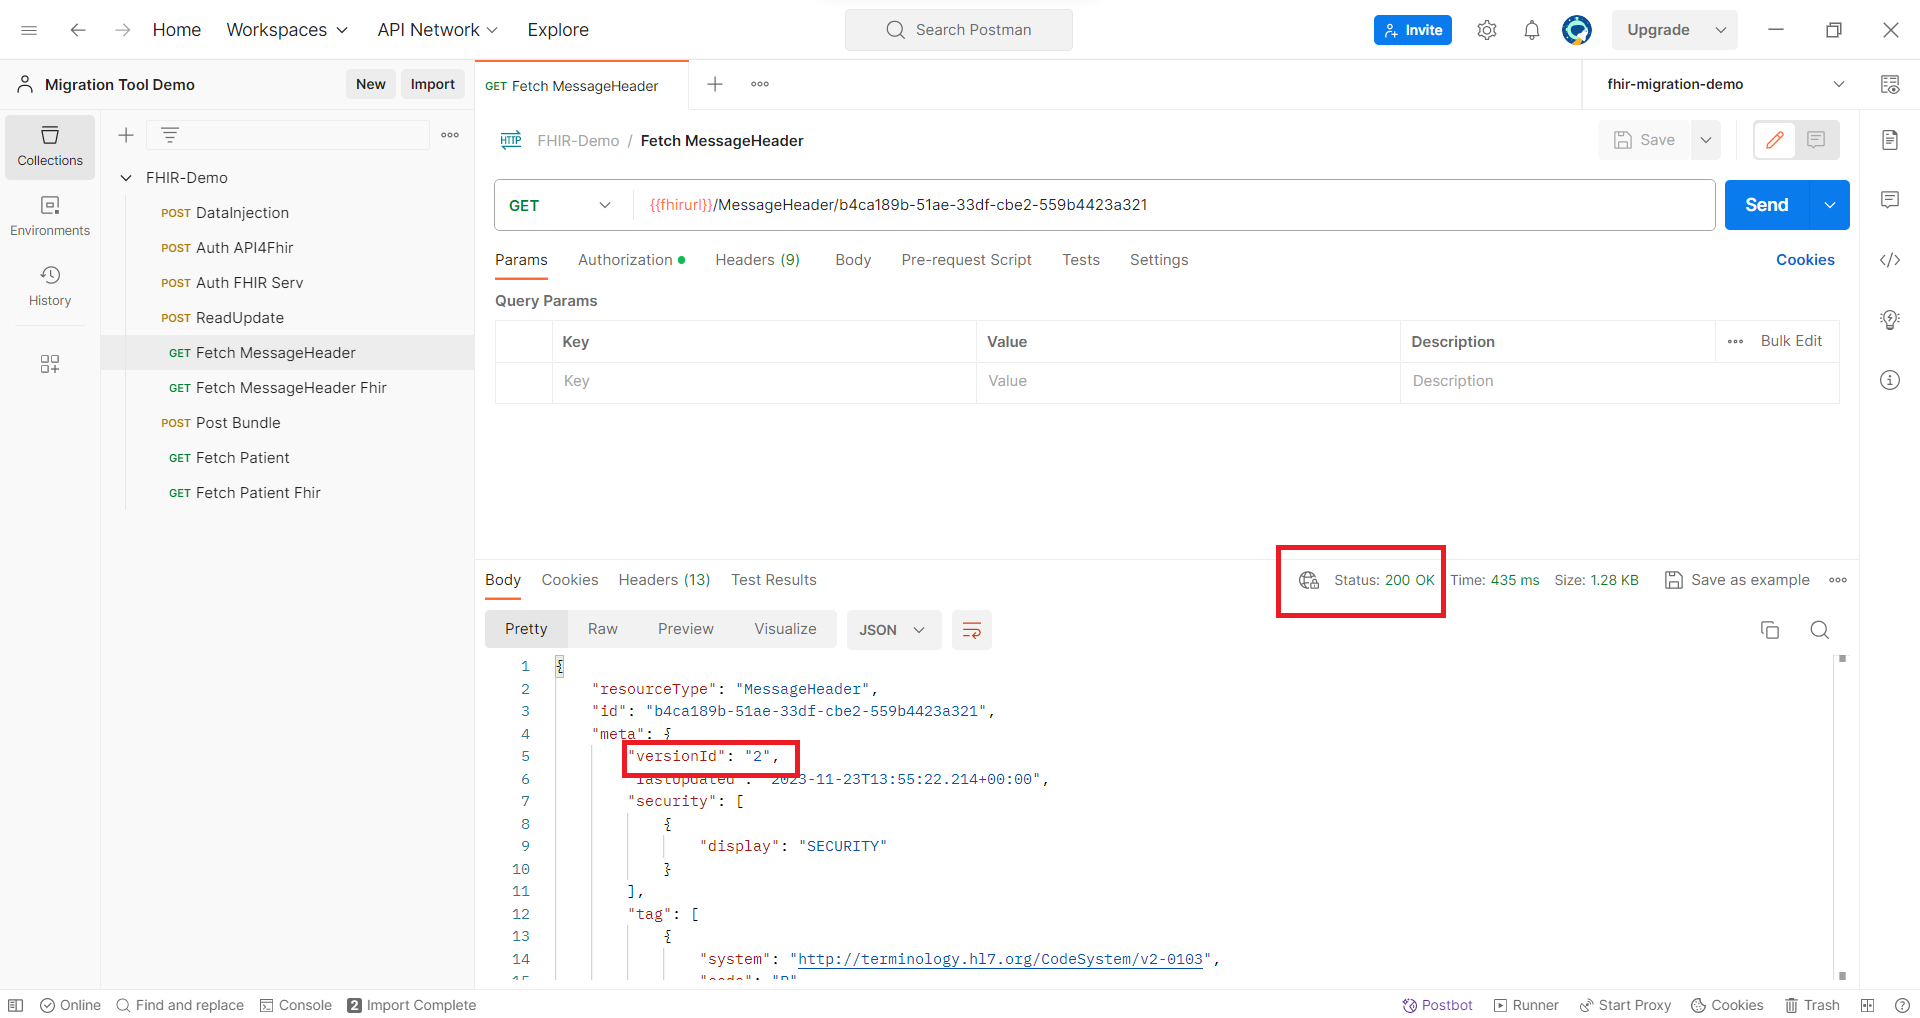 Home Workspaces API Network Explore Search Postman Invite Upgrade
Migration Tool Demo New Import GET Fetch MessageHeader fhir-migration-demo
Collections
Environments
History
FHIR-Demo
POST DataInjection
POST Auth API4Fhir
POST Auth FHIR Serv
POST ReadUpdate
GET Fetch MessageHeader
GET Fetch MessageHeader Fhir
POST Post Bundle
GET Fetch Patient
GET Fetch Patient Fhir
HTTP FHIR-Demo / Fetch MessageHeader Save
GET {{fhirurl}}/MessageHeader/b4ca189b-51ae-33df-cbe2-559b4423a321 Send
Params Authorization Headers (9) Body Pre-request Script Tests Settings Cookies
Query Params
Key Value Description Bulk Edit
Key Value Description
Body Cookies Headers (13) Test Results Status: 200 OK Time: 435 ms Size: 1.28 KB Save as example
Pretty Raw Preview Visualize JSON
1 {
2 "resourceType": "MessageHeader",
3 "id": "b4ca189b-51ae-33df-cbe2-559b4423a321",
4 "meta": {
5 "versionId": "2",
6 "lastUpdated": "2023-11-23T13:55:22.214+00:00",
7 "security": [
8 {
9 "display": "SECURITY"
10 }
11 ],
12 "tag": [
13 {
14 "system": "http://terminology.hl7.org/CodeSystem/v2-0103",
15 "code": "P"
Online Find and replace Console 2 Import Complete Postbot Runner Start Proxy Cookies Trash